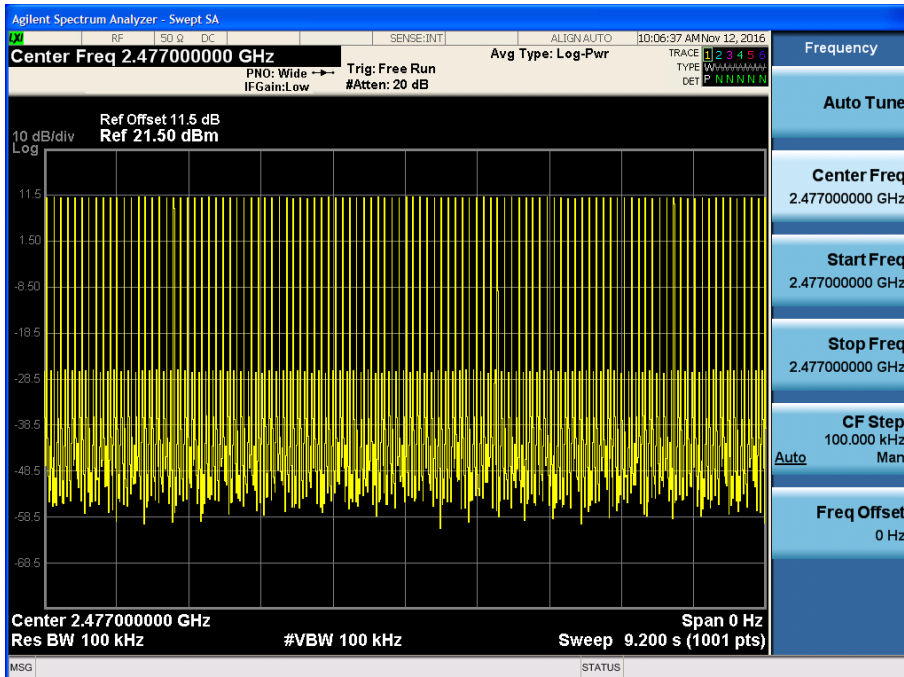 Agilent Spectrum Analyzer - Swept SA
LXI RF 50 Ω DC SENSE:INT ALIGN AUTO 10:06:37 AM Nov 12, 2016
Center Freq 2.477000000 GHz
PNO: Wide
IFGain:Low
Trig: Free Run
#Atten: 20 dB
Avg Type: Log-Pwr
TRACE 1 2 3 4 5 6
TYPE
DET P N N N N N
Frequency
Auto Tune
Center Freq
2.477000000 GHz
Start Freq
2.477000000 GHz
Stop Freq
2.477000000 GHz
CF Step
100.000 kHz
Auto Man
Freq Offset
0 Hz
Ref Offset 11.5 dB
10 dB/div Ref 21.50 dBm
Log
11.5
1.50
-8.50
-18.5
-28.5
-38.5
-48.5
-58.5
-68.5
Center 2.477000000 GHz Span 0 Hz
Res BW 100 kHz #VBW 100 kHz Sweep 9.200 s (1001 pts)
MSG STATUS